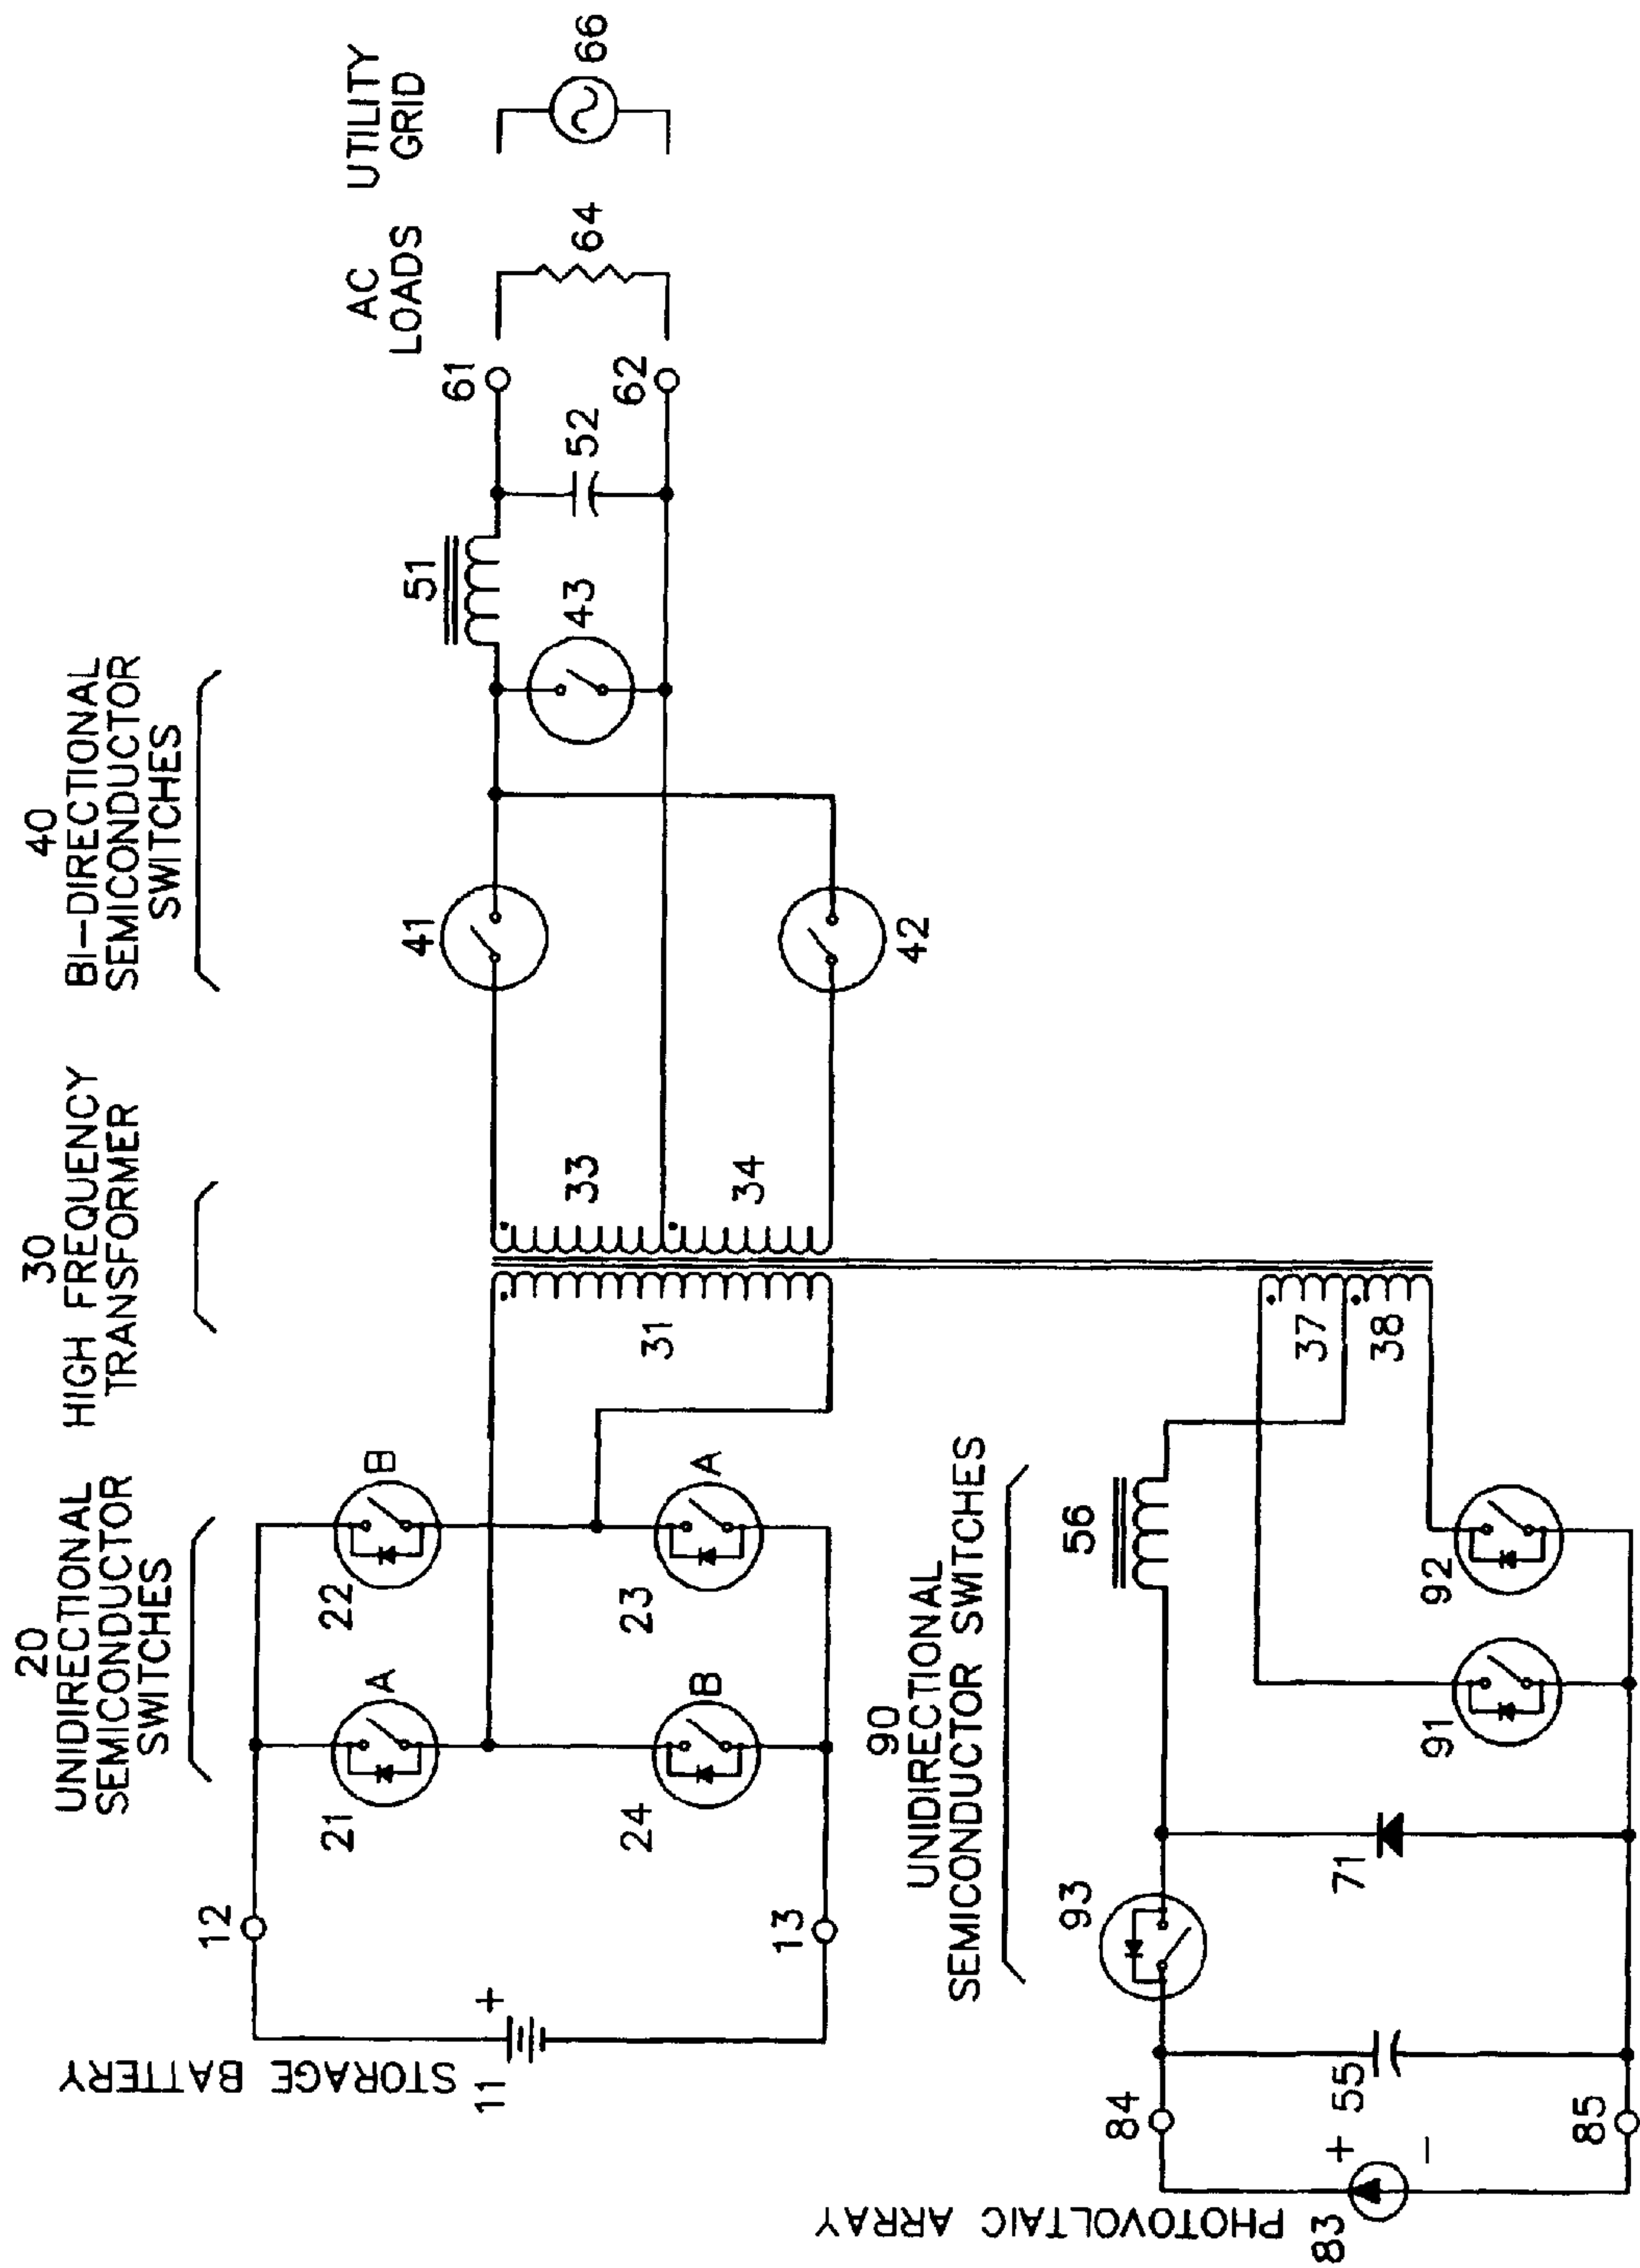 20
UNIDIRECTIONAL
SEMICONDUCTOR
SWITCHES
30
HIGH FREQUENCY
TRANSFORMER
40
BI-DIRECTIONAL
SEMICONDUCTOR
SWITCHES
AC
LOADS
UTILITY
GRID
STORAGE BATTERY
11
+
12
13
21
A
22
B
23
A
24
B
31
33
34
41
42
43
51
52
61
62
64
66
90
UNIDIRECTIONAL
SEMICONDUCTOR SWITCHES
PHOTOVOLTAIC ARRAY
83
+
–
84
85
55
93
71
56
91
92
37
38